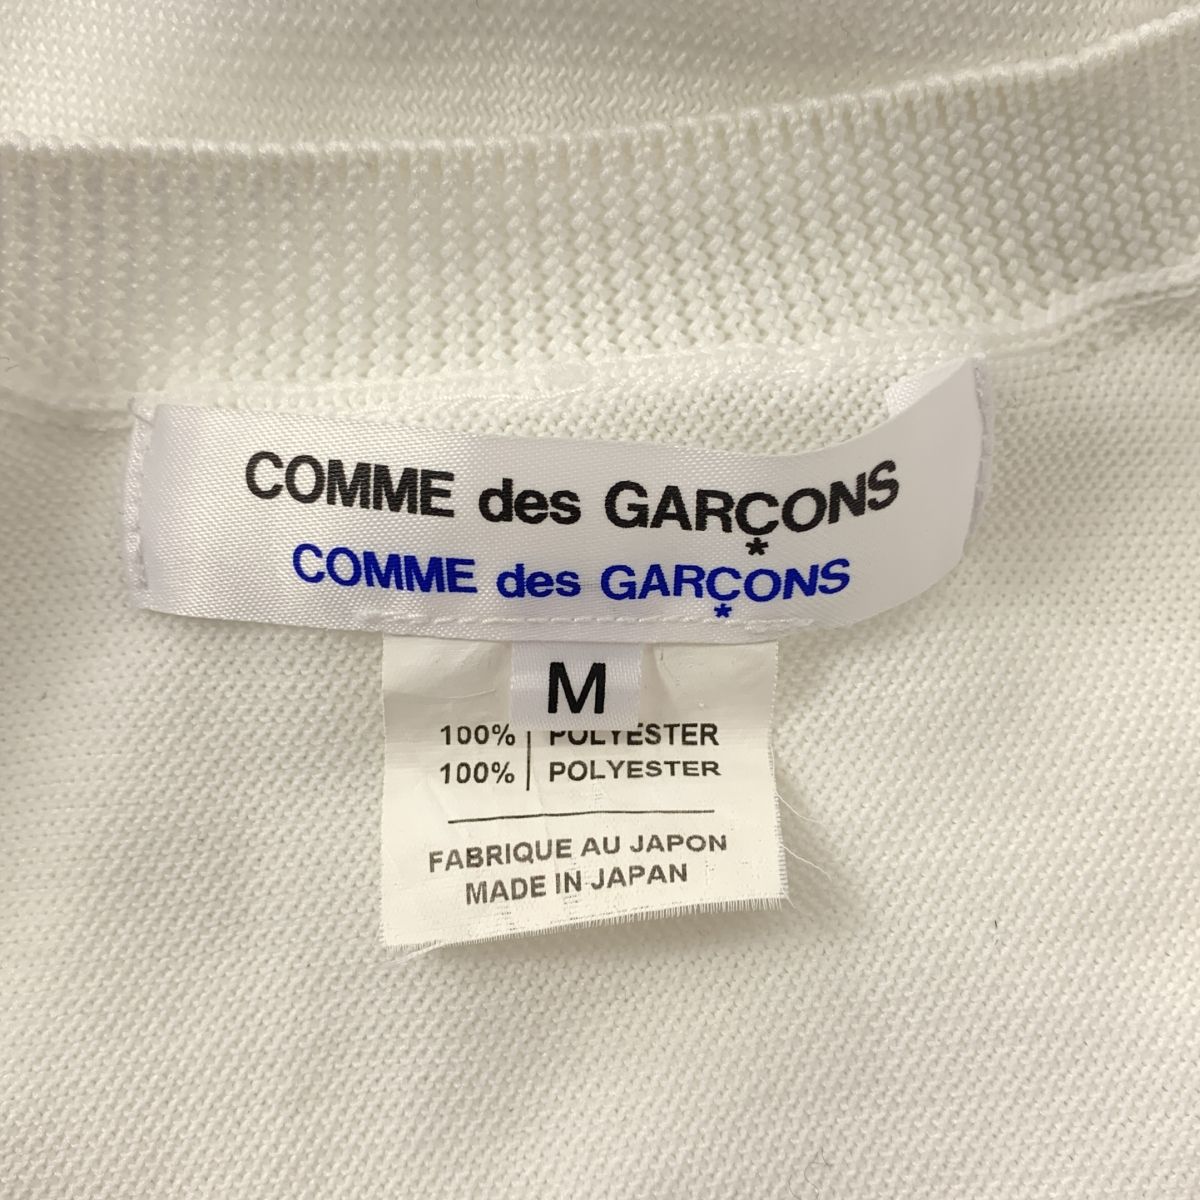 COMME des GARÇONS
*
COMME des GARÇONS
*
M
100% | POLYESTER
100% | POLYESTER
FABRIQUE AU JAPON
MADE IN JAPAN